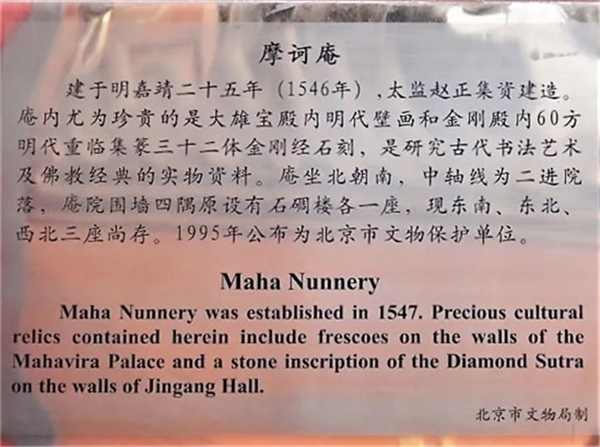 摩诃庵
建于明嘉靖二十五年（1546年）,太监赵正集资建造。
庵内尤为珍贵的是大雄宝殿内明代壁画和金刚殿内60方
明代重临集篆三十二体金刚经石刻，是研究古代书法艺术
及佛教经典的实物资料。庵坐北朝南，中轴线为二进院
落，庵院围墙四隅原设有石碉楼各一座，现东南、东北、
西北三座尚存。1995年公布为北京市文物保护单位。
Maha Nunnery
Maha Nunnery was established in 1547. Precious cultural
relics contained herein include frescoes on the walls of the
Mahavira Palace and a stone inscription of the Diamond Sutra
on the walls of Jingang Hall.
北京市文物局制